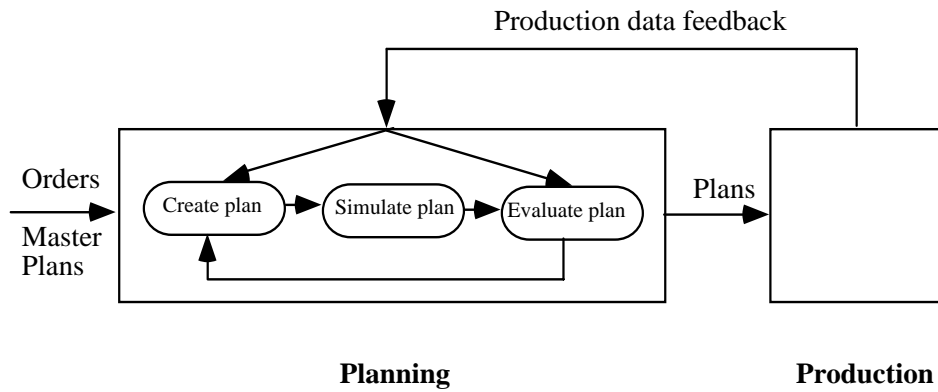 Production data feedback
Orders
Master
Plans
Create plan
Simulate plan
Evaluate plan
Plans
Planning
Production